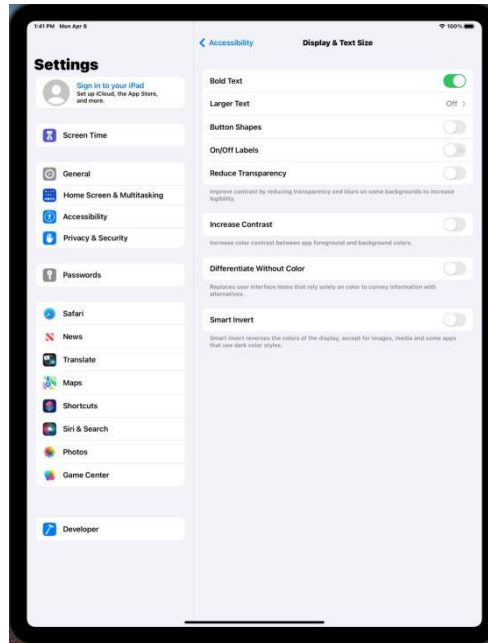 1:41 PM Mon Apr 8
100%
Settings
Sign in to your iPad
Set up iCloud, the App Store,
and more.
Screen Time
General
Home Screen & Multitasking
Accessibility
Privacy & Security
Passwords
Safari
News
Translate
Maps
Shortcuts
Siri & Search
Photos
Game Center
Developer
Accessibility
Display & Text Size
Bold Text
Larger Text Off
Button Shapes
On/Off Labels
Reduce Transparency
Improve contrast by reducing transparency and blurs on some backgrounds to increase
legibility.
Increase Contrast
Increase color contrast between app foreground and background colors.
Differentiate Without Color
Replaces user interface items that rely solely on color to convey information with
alternatives.
Smart Invert
Smart Invert reverses the colors of the display, except for images, media and some apps
that use dark color styles.